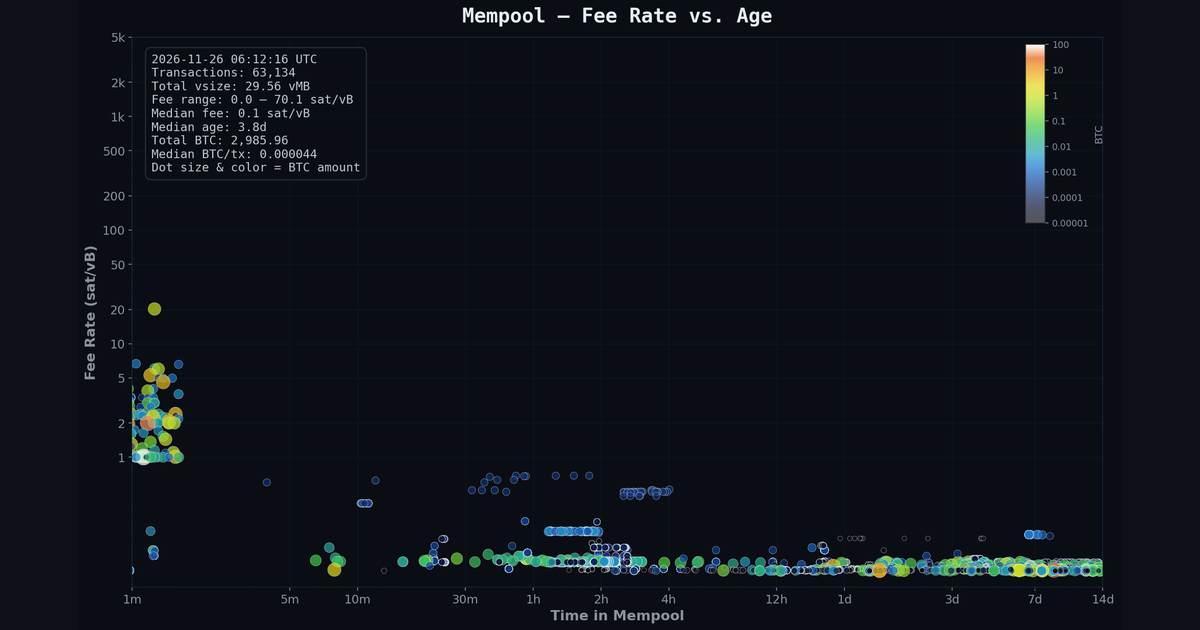 Mempool — Fee Rate vs. Age
2026-11-26 06:12:16 UTC
Transactions: 63,134
Total vsize: 29.56 vMB
Fee range: 0.0 – 70.1 sat/vB
Median fee: 0.1 sat/vB
Median age: 3.8d
Total BTC: 2,985.96
Median BTC/tx: 0.000044
Dot size & color = BTC amount
5k
2k
1k
500
200
100
50
20
10
5
2
1
Fee Rate (sat/vB)
100
10
1
0.1
0.01
0.001
0.0001
0.00001
BTC
1m 5m 10m 30m 1h 2h 4h 12h 1d 3d 7d 14d
Time in Mempool